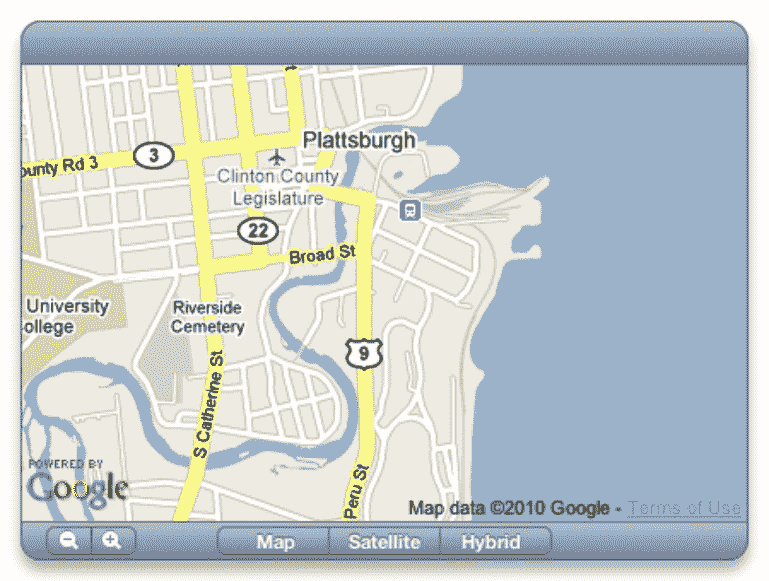 Plattsburgh
3
ounty Rd 3
Clinton County
Legislature
22
Broad St
University
ollege
Riverside
Cemetery
9
S Catherine St
Peru St
POWERED BY
Google
Map data ©2010 Google - Terms of Use
Map Satellite Hybrid